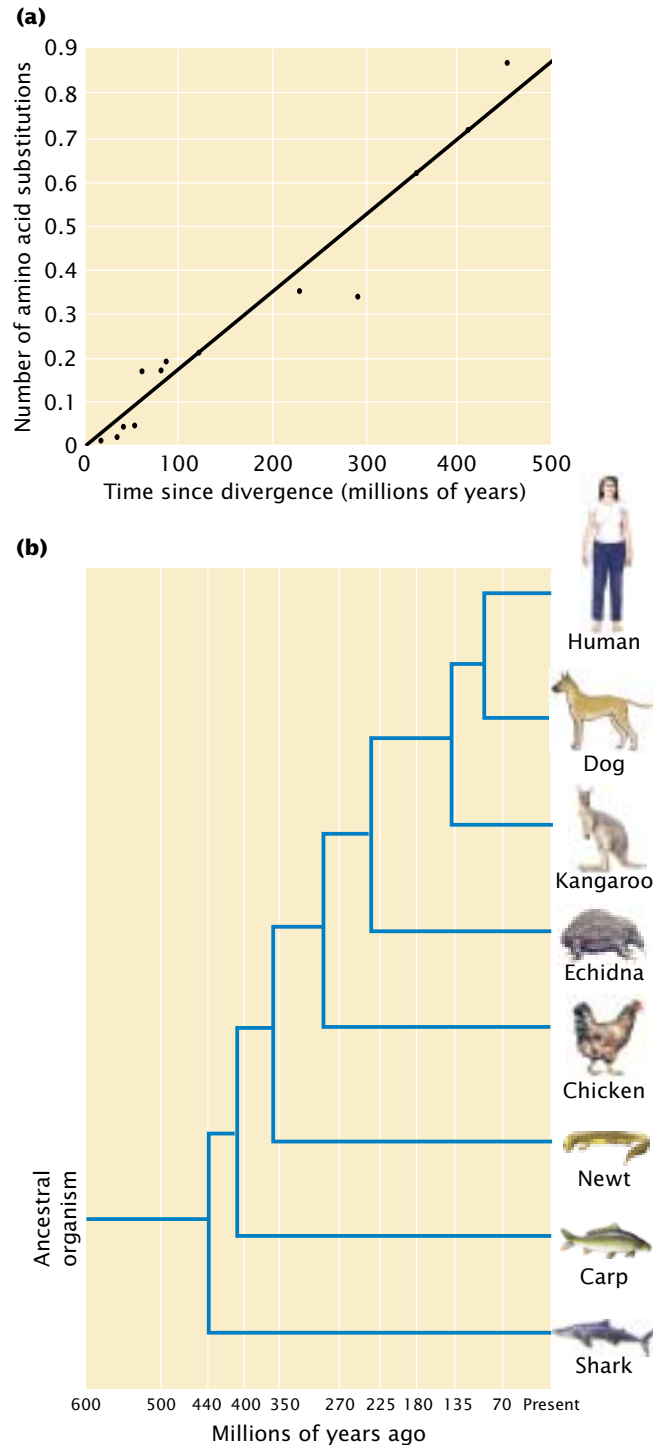 (a)
Number of amino acid substitutions
0.9
0.8
0.7
0.6
0.5
0.4
0.3
0.2
0.1
0
0 100 200 300 400 500
Time since divergence (millions of years)
(b)
Human
Dog
Kangaroo
Echidna
Chicken
Newt
Carp
Shark
Ancestral
organism
600 500 440 400 350 270 225 180 135 70 Present
Millions of years ago